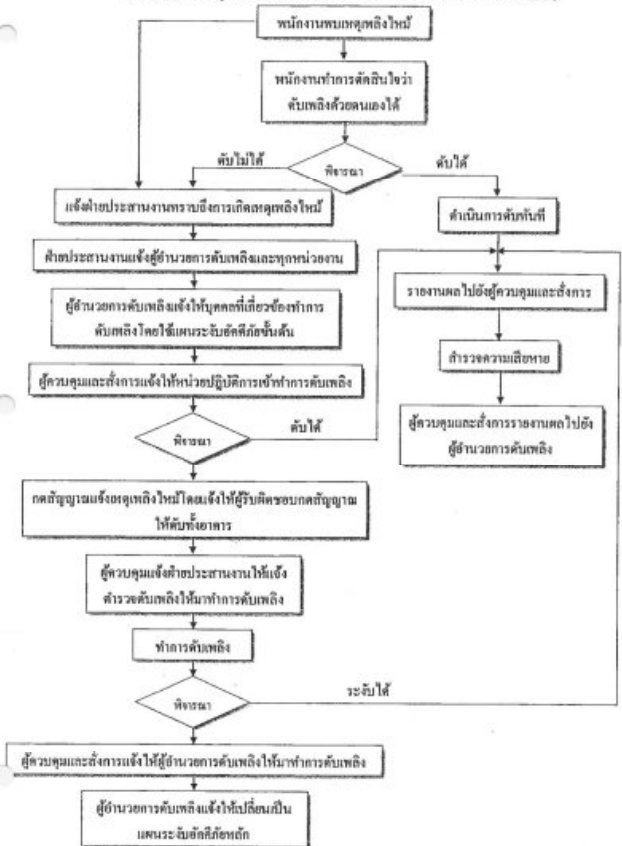 พนักงานพบเหตุเพลิงไหม้
พนักงานทำการตัดสินใจว่า
ดับเพลิงด้วยตนเองได้
ดับไม่ได้
พิจารณา
ดับได้
แจ้งฝ่ายประสานงานทราบถึงการเกิดเหตุเพลิงไหม้
ดำเนินการดับทันที
ฝ่ายประสานงานแจ้งผู้อำนวยการดับเพลิงและทุกหน่วยงาน
รายงานผลไปยังผู้ควบคุมและสั่งการ
ผู้อำนวยการดับเพลิงแจ้งให้บุคคลที่เกี่ยวข้องทำการ
ดับเพลิงโดยใช้แผนระงับอัคคีภัยขั้นต้น
สำรวจความเสียหาย
ผู้ควบคุมและสั่งการแจ้งให้หน่วยปฏิบัติการเข้าทำการดับเพลิง
ผู้ควบคุมและสั่งการรายงานผลไปยัง
ผู้อำนวยการดับเพลิง
พิจารณา
ดับได้
กดสัญญาณแจ้งเหตุเพลิงไหม้โดยแจ้งให้ผู้รับผิดชอบกดสัญญาณ
ให้ดับทั้งอาคาร
ผู้ควบคุมแจ้งฝ่ายประสานงานให้แจ้ง
ตำรวจดับเพลิงให้มาทำการดับเพลิง
ทำการดับเพลิง
พิจารณา
ระงับได้
ผู้ควบคุมและสั่งการแจ้งให้ผู้อำนวยการดับเพลิงให้มาทำการดับเพลิง
ผู้อำนวยการดับเพลิงแจ้งให้เปลี่ยนเป็น
แผนระงับอัคคีภัยหลัก